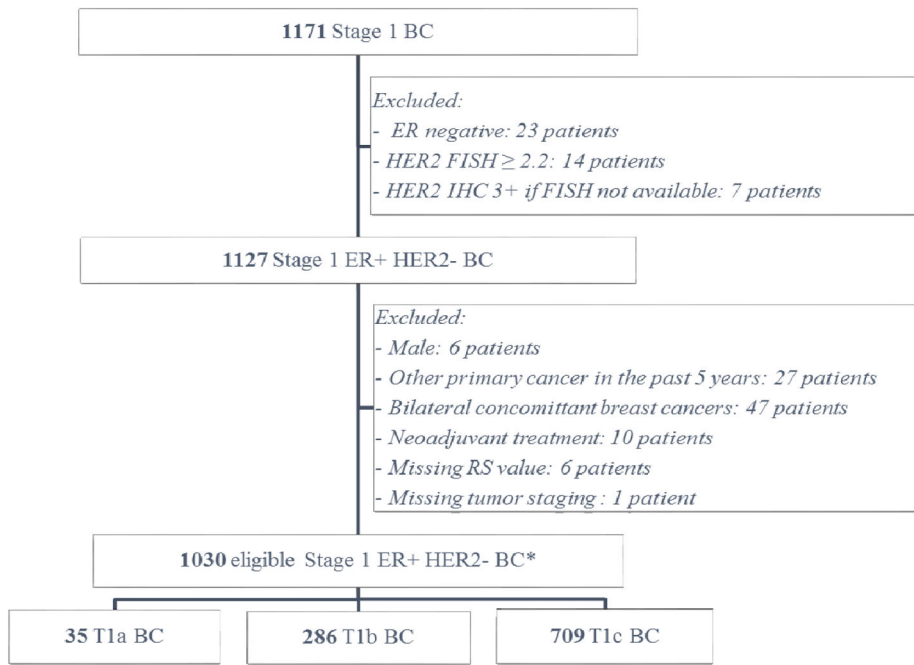 1171 Stage 1 BC
Excluded:
- ER negative: 23 patients
- HER2 FISH ≥ 2.2: 14 patients
- HER2 IHC 3+ if FISH not available: 7 patients
1127 Stage 1 ER+ HER2- BC
Excluded:
- Male: 6 patients
- Other primary cancer in the past 5 years: 27 patients
- Bilateral concomittant breast cancers: 47 patients
- Neoadjuvant treatment: 10 patients
- Missing RS value: 6 patients
- Missing tumor staging : 1 patient
1030 eligible Stage 1 ER+ HER2- BC*
35 T1a BC
286 T1b BC
709 T1c BC